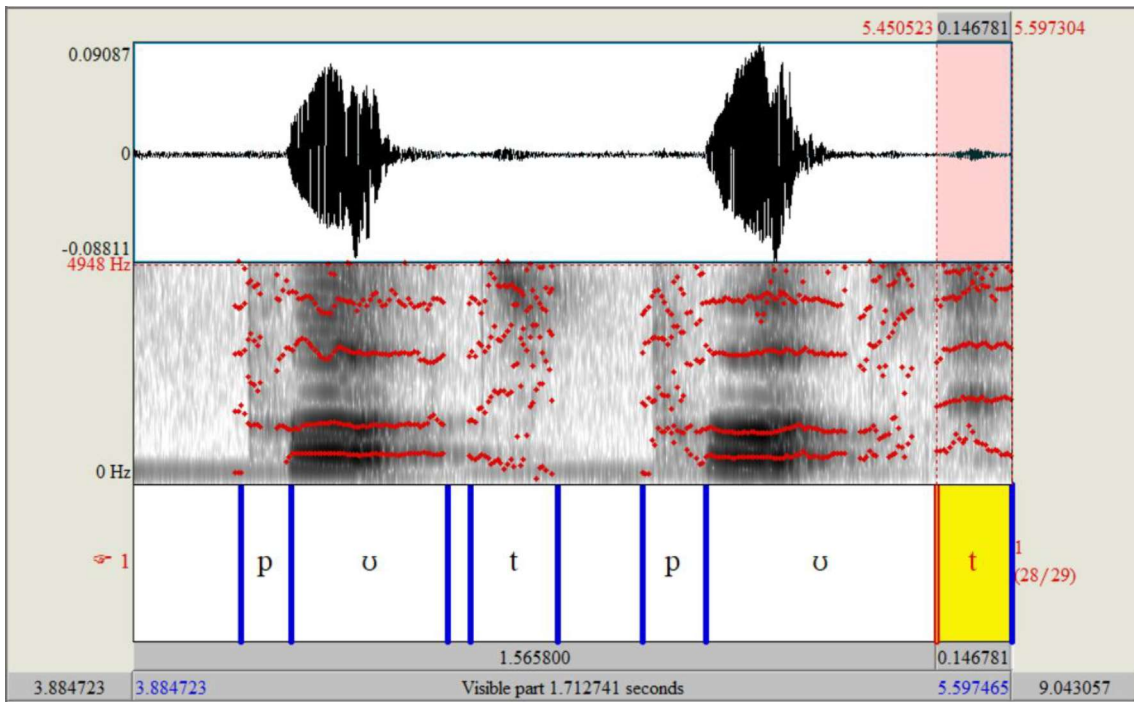 5.450523 0.146781 5.597304
0.09087
0
-0.08811
4948 Hz
0 Hz
☞ 1 p ʊ t p ʊ t 1
(28/29)
1.565800 0.146781
3.884723 3.884723 Visible part 1.712741 seconds 5.597465 9.043057